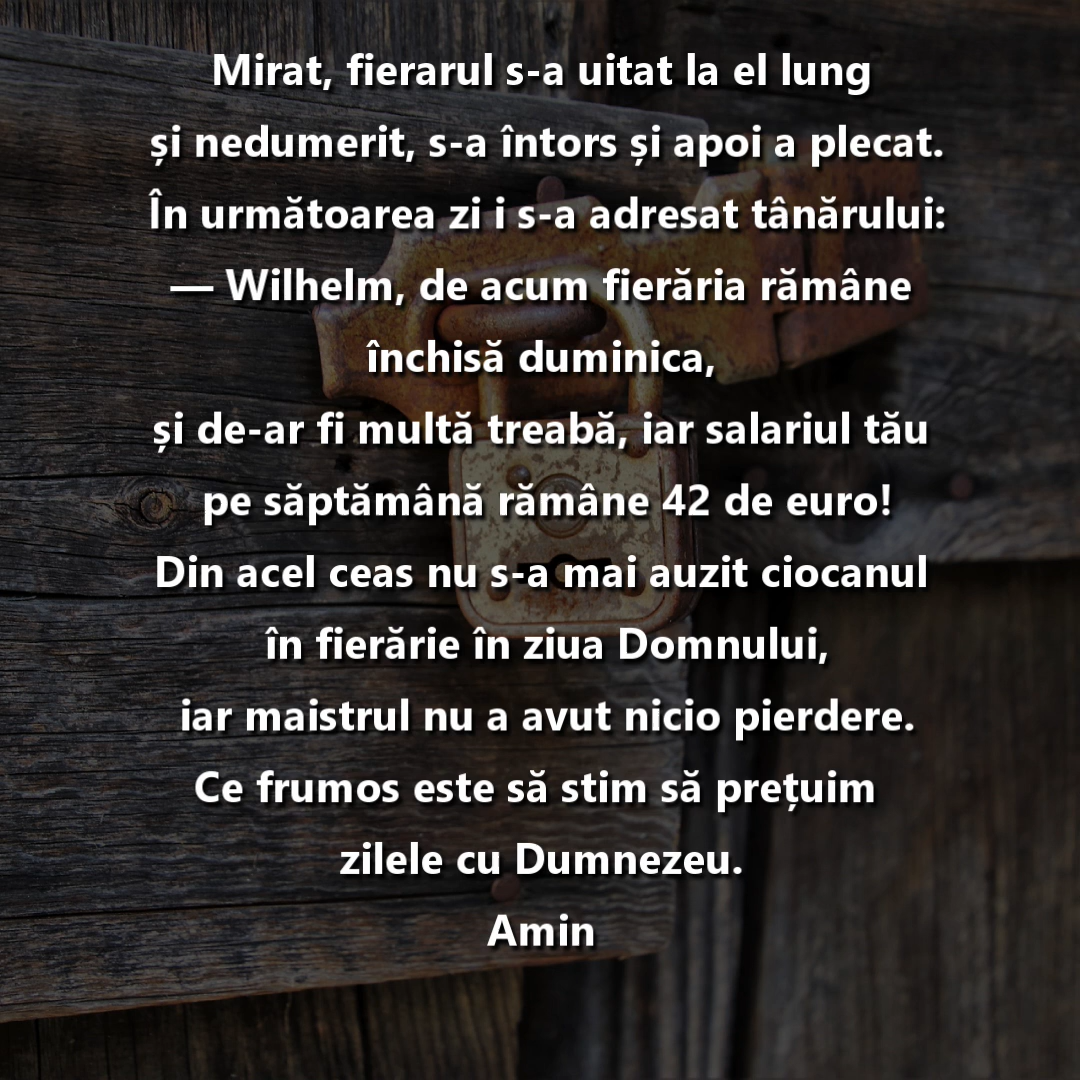 Mirat, fierarul s-a uitat la el lung
și nedumerit, s-a întors și apoi a plecat.
În următoarea zi i s-a adresat tânărului:
— Wilhelm, de acum fierăria rămâne
închisă duminica,
și de-ar fi multă treabă, iar salariul tău
pe săptămână rămâne 42 de euro!
Din acel ceas nu s-a mai auzit ciocanul
în fierărie în ziua Domnului,
iar maistrul nu a avut nicio pierdere.
Ce frumos este să stim să prețuim
zilele cu Dumnezeu.
Amin